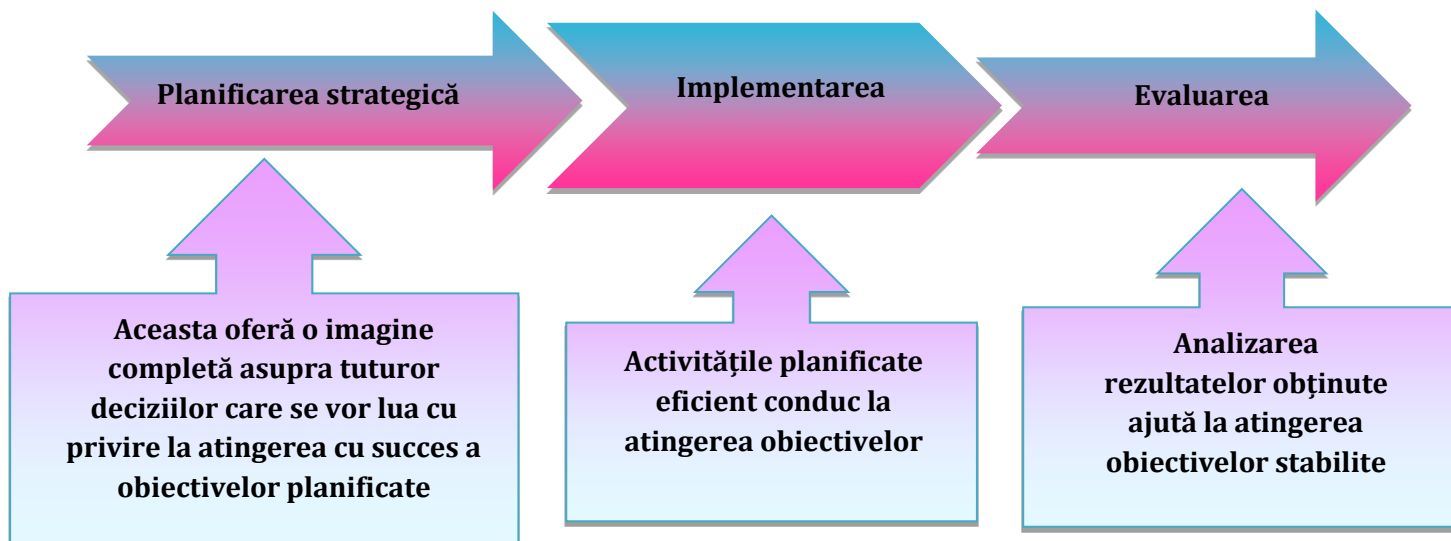 Planificarea strategică
Implementarea
Evaluarea
Aceasta oferă o imagine
completă asupra tuturor
deciziilor care se vor lua cu
privire la atingerea cu succes a
obiectivelor planificate
Activitățile planificate
eficient conduc la
atingerea obiectivelor
Analizarea
rezultatelor obținute
ajută la atingerea
obiectivelor stabilite